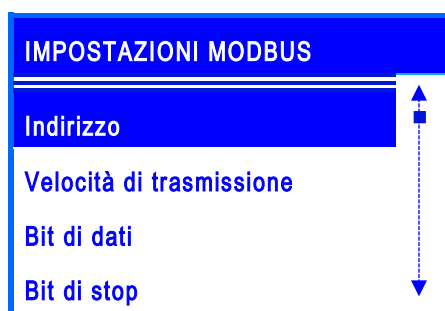 IMPOSTAZIONI MODBUS
Indirizzo
Velocità di trasmissione
Bit di dati
Bit di stop